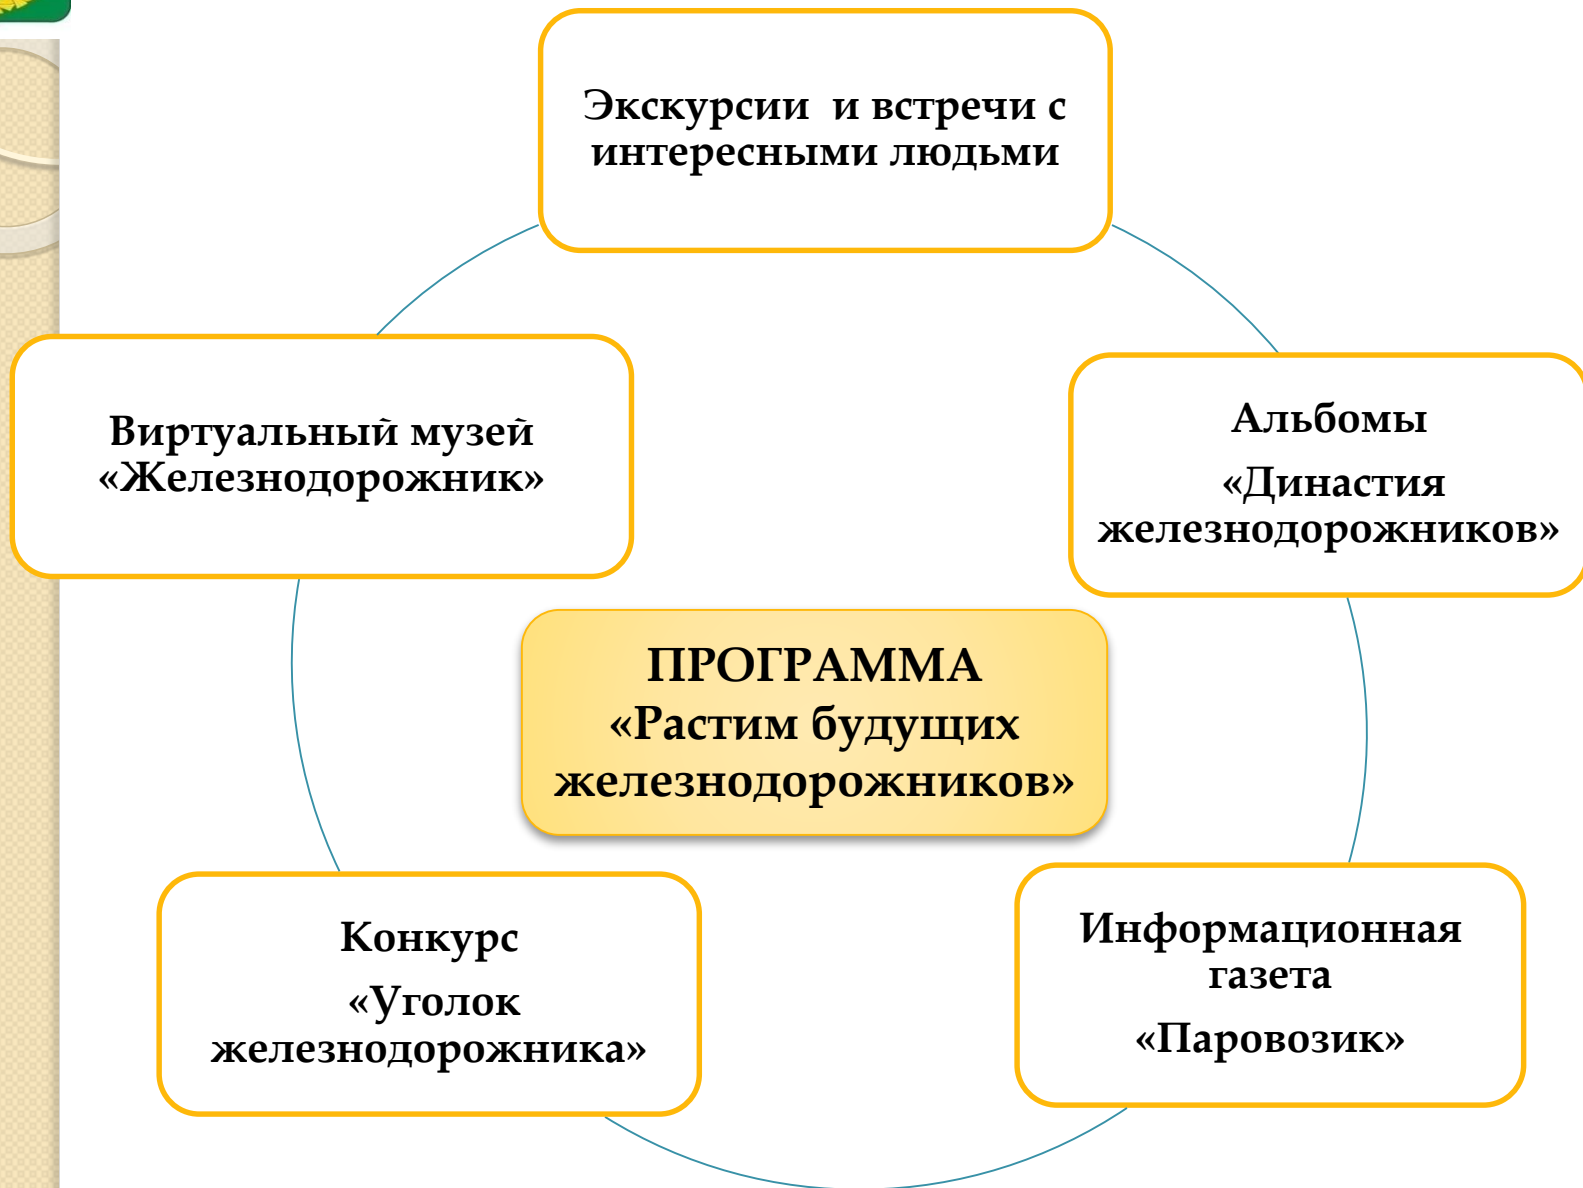 Экскурсии и встречи с
интересными людьми
Виртуальный музей
«Железнодорожник»
Альбомы
«Династия
железнодорожников»
ПРОГРАММА
«Растим будущих
железнодорожников»
Конкурс
«Уголок
железнодорожника»
Информационная
газета
«Паровозик»